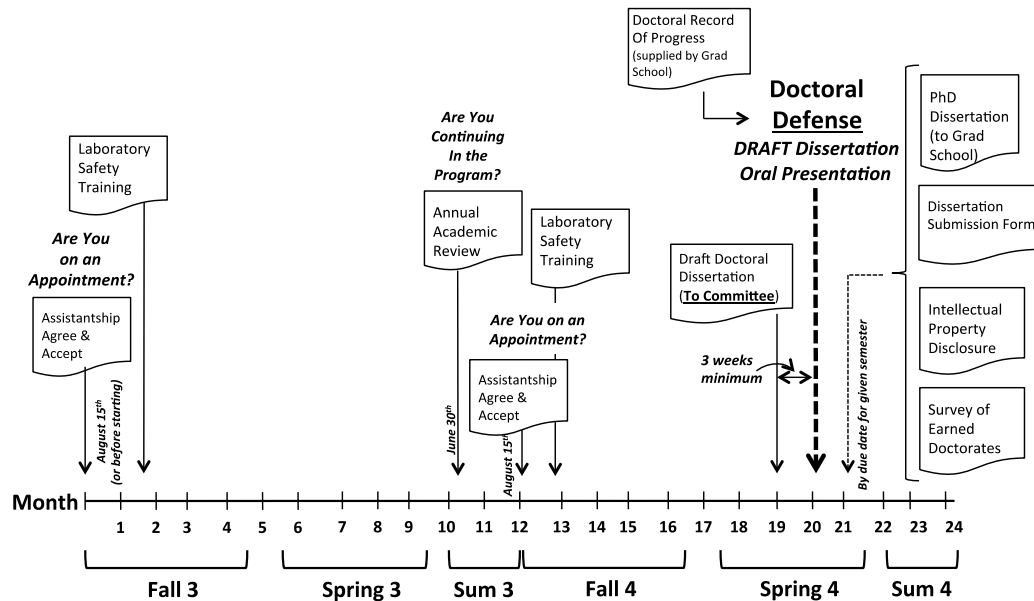 Doctoral Record
Of Progress
(supplied by Grad
School)
Doctoral
Defense
DRAFT Dissertation
Oral Presentation
PhD
Dissertation
(to Grad
School)
Dissertation
Submission Form
Intellectual
Property
Disclosure
Survey of
Earned
Doctorates
Laboratory
Safety
Training
Are You
on an
Appointment?
Assistantship
Agree &
Accept
August 15th
(or before starting)
Are You
Continuing
In the
Program?
Annual
Academic
Review
June 30th
Laboratory
Safety
Training
Are You on an
Appointment?
Assistantship
Agree &
Accept
August 15th
Draft Doctoral
Dissertation
(To Committee)
3 weeks
minimum
By due date for given semester
Month
1 2 3 4 5 6 7 8 9 10 11 12 13 14 15 16 17 18 19 20 21 22 23 24
Fall 3 Spring 3 Sum 3 Fall 4 Spring 4 Sum 4